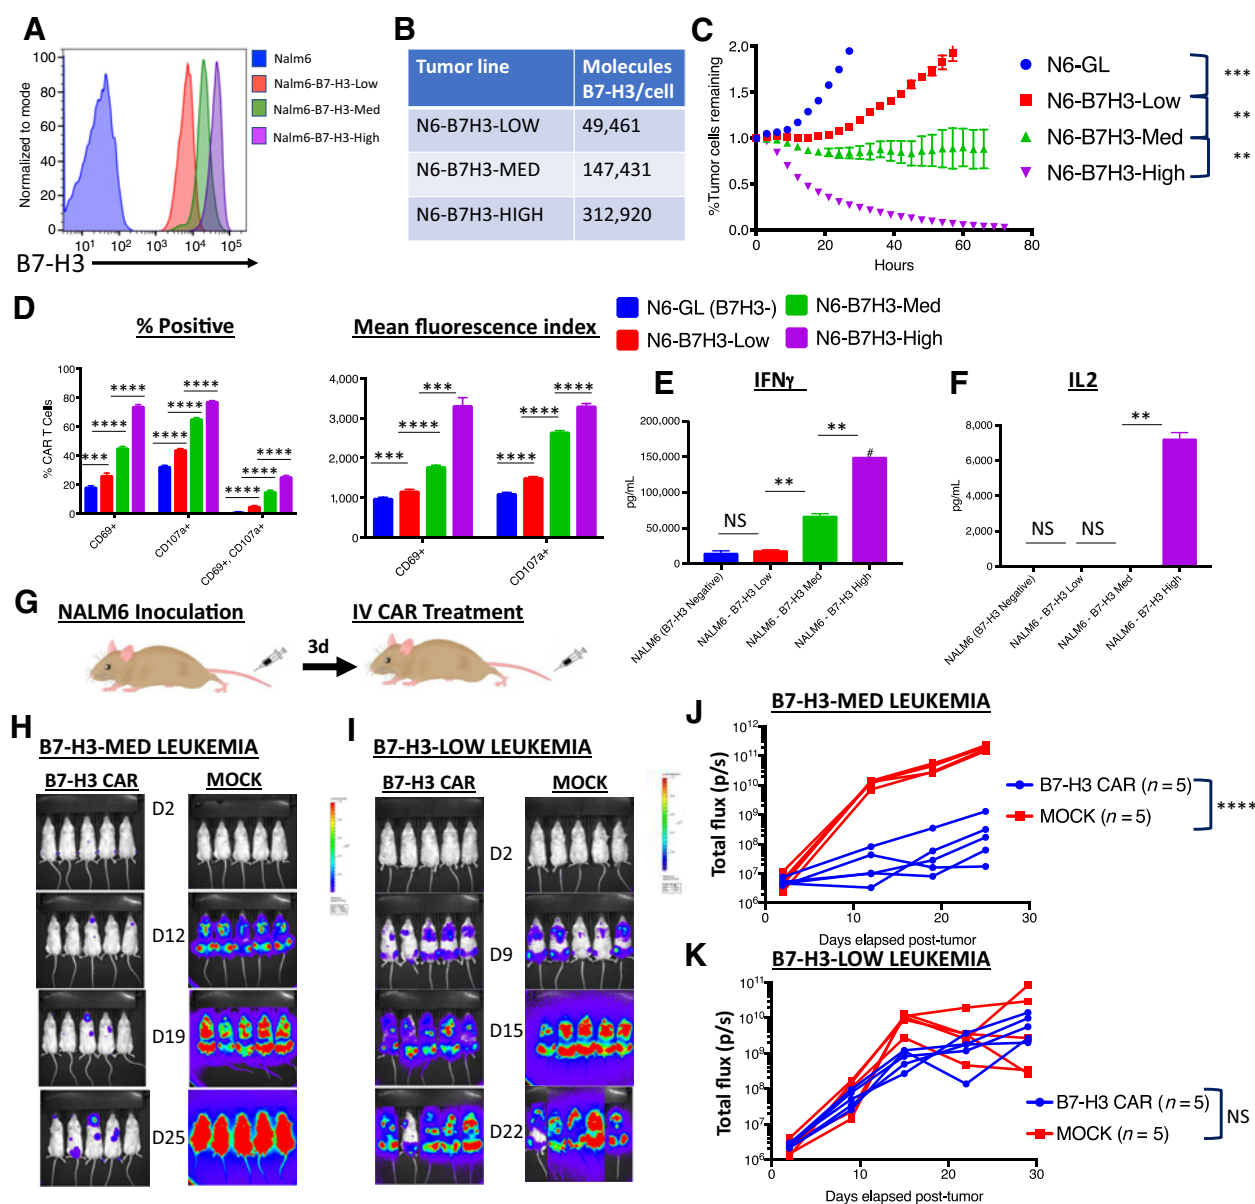 A
Normalized to mode
100
80
60
40
20
0
10¹ 10² 10³ 10⁴ 10⁵
B7-H3
Nalm6
Nalm6-B7-H3-Low
Nalm6-B7-H3-Med
Nalm6-B7-H3-High
B
Tumor line Molecules B7-H3/cell
N6-B7H3-LOW 49,461
N6-B7H3-MED 147,431
N6-B7H3-HIGH 312,920
C
%Tumor cells remaining
2.0
1.5
1.0
0.5
0.0
0 20 40 60 80
Hours
N6-GL
N6-B7H3-Low
N6-B7H3-Med
N6-B7H3-High
***
**
**
D
% Positive
% CAR T Cells
100
80
60
40
20
0
*** **** ****
**** **** ****
**** **** ****
CD69+ CD107a+ CD69+, CD107a+
Mean fluorescence index
4,000
3,000
2,000
1,000
0
*** **** ***
**** **** ****
CD69+ CD107a+
N6-GL (B7H3-)
N6-B7H3-Low
N6-B7H3-Med
N6-B7H3-High
E
IFNγ
pg/mL
200,000
150,000
100,000
50,000
0
NS ** ** #
NALM6 (B7-H3 Negative)
NALM6 - B7-H3 Low
NALM6 - B7-H3 Med
NALM6 - B7-H3 High
F
IL2
pg/mL
8,000
6,000
4,000
2,000
0
NS NS **
NALM6 (B7-H3 Negative)
NALM6 - B7-H3 Low
NALM6 - B7-H3 Med
NALM6 - B7-H3 High
G
NALM6 Inoculation
3d
IV CAR Treatment
H
B7-H3-MED LEUKEMIA
B7-H3 CAR MOCK
D2
D12
D19
D25
I
B7-H3-LOW LEUKEMIA
B7-H3 CAR MOCK
D2
D9
D15
D22
J
B7-H3-MED LEUKEMIA
Total flux (p/s)
10¹²
10¹¹
10¹⁰
10⁹
10⁸
10⁷
10⁶
0 10 20 30
Days elapsed post-tumor
B7-H3 CAR (n = 5)
MOCK (n = 5)
****
K
B7-H3-LOW LEUKEMIA
Total flux (p/s)
10¹¹
10¹⁰
10⁹
10⁸
10⁷
10⁶
0 10 20 30
Days elapsed post-tumor
B7-H3 CAR (n = 5)
MOCK (n = 5)
NS